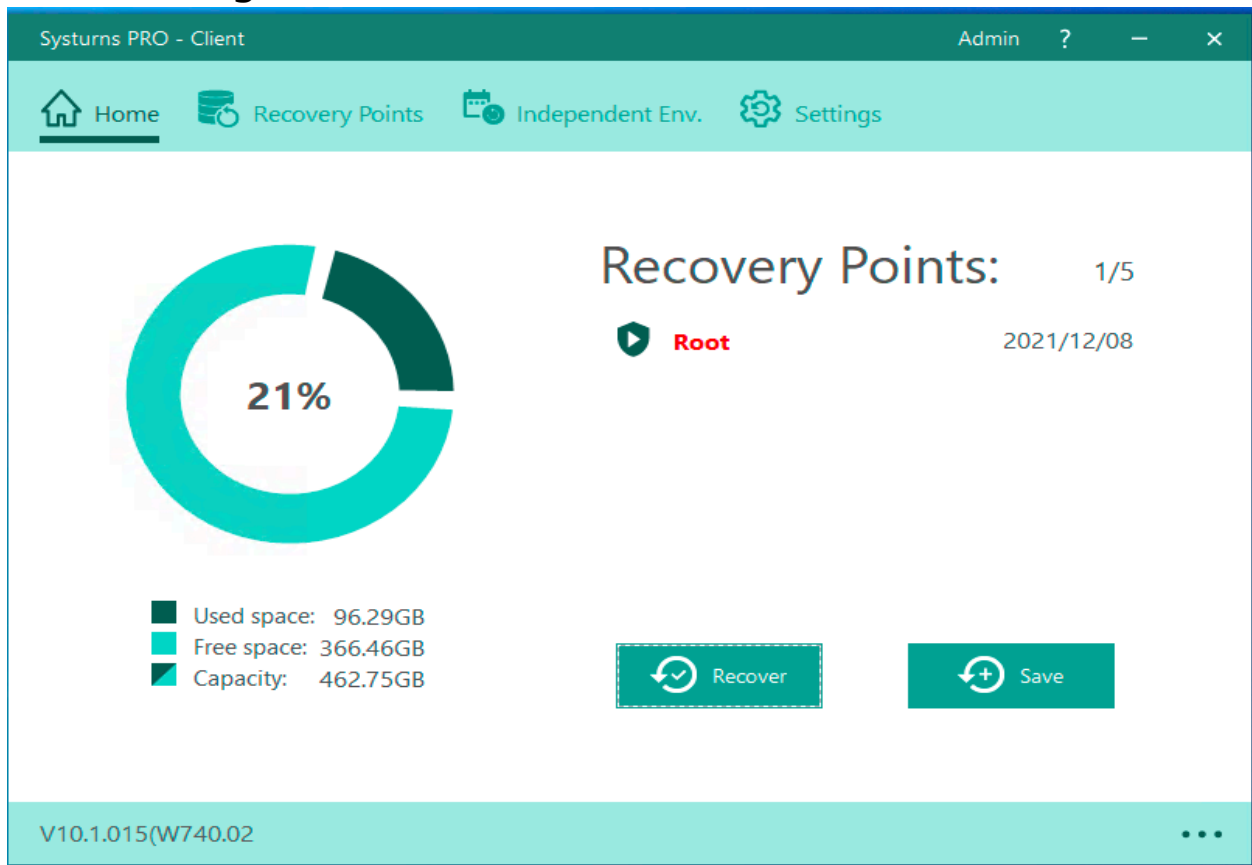 Systurns PRO - Client Admin ?
Home Recovery Points Independent Env. Settings
21%
Used space: 96.29GB
Free space: 366.46GB
Capacity: 462.75GB
Recovery Points: 1/5
Root 2021/12/08
Recover Save
V10.1.015(W740.02